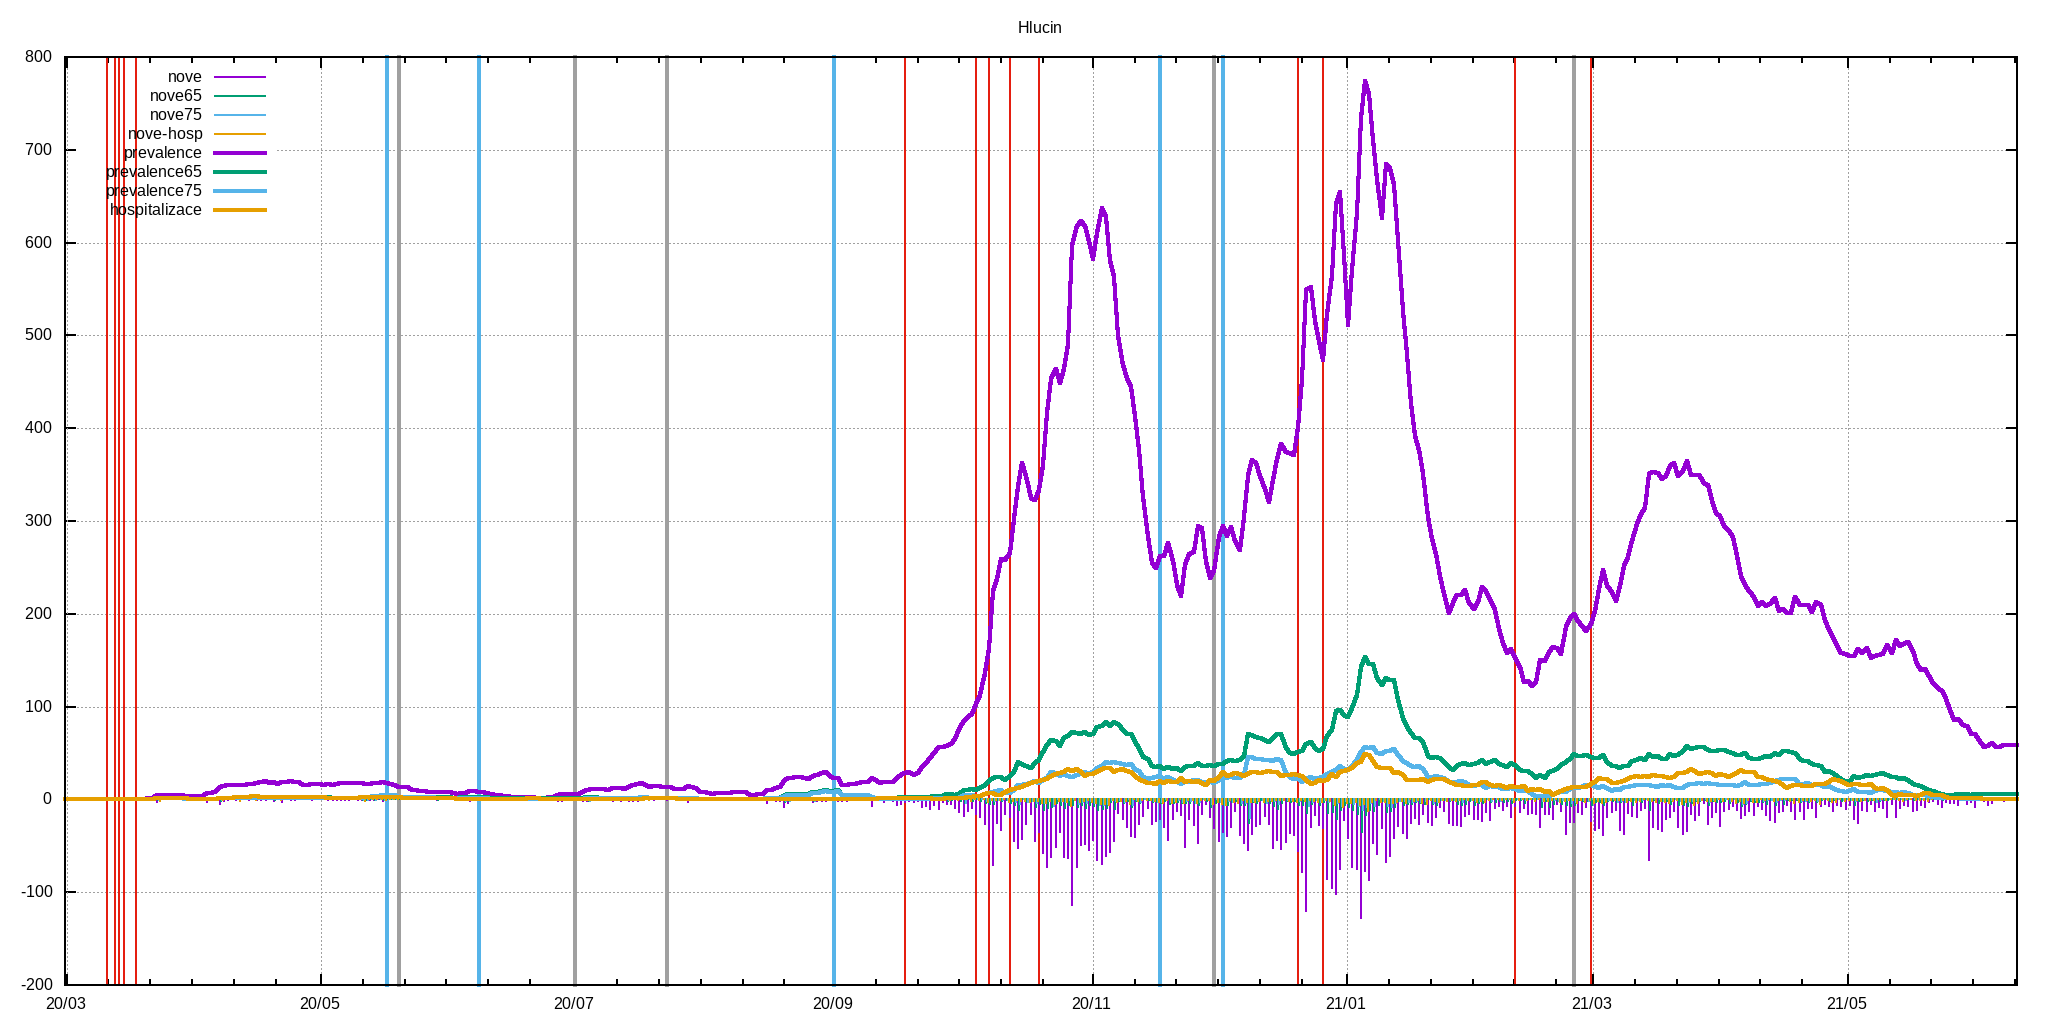 Hlucin
800
700
600
500
400
300
200
100
0
-100
-200
nove
nove65
nove75
nove-hosp
prevalence
prevalence65
prevalence75
hospitalizace
20/03 20/05 20/07 20/09 20/11 21/01 21/03 21/05